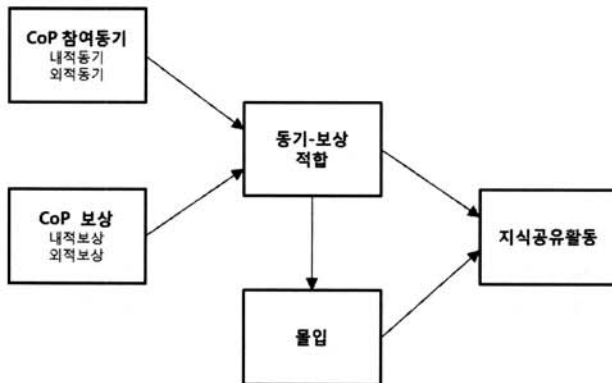 CoP 참여동기
내적동기
외적동기
동기-보상
적합
CoP 보상
내적보상
외적보상
지식공유활동
몰입